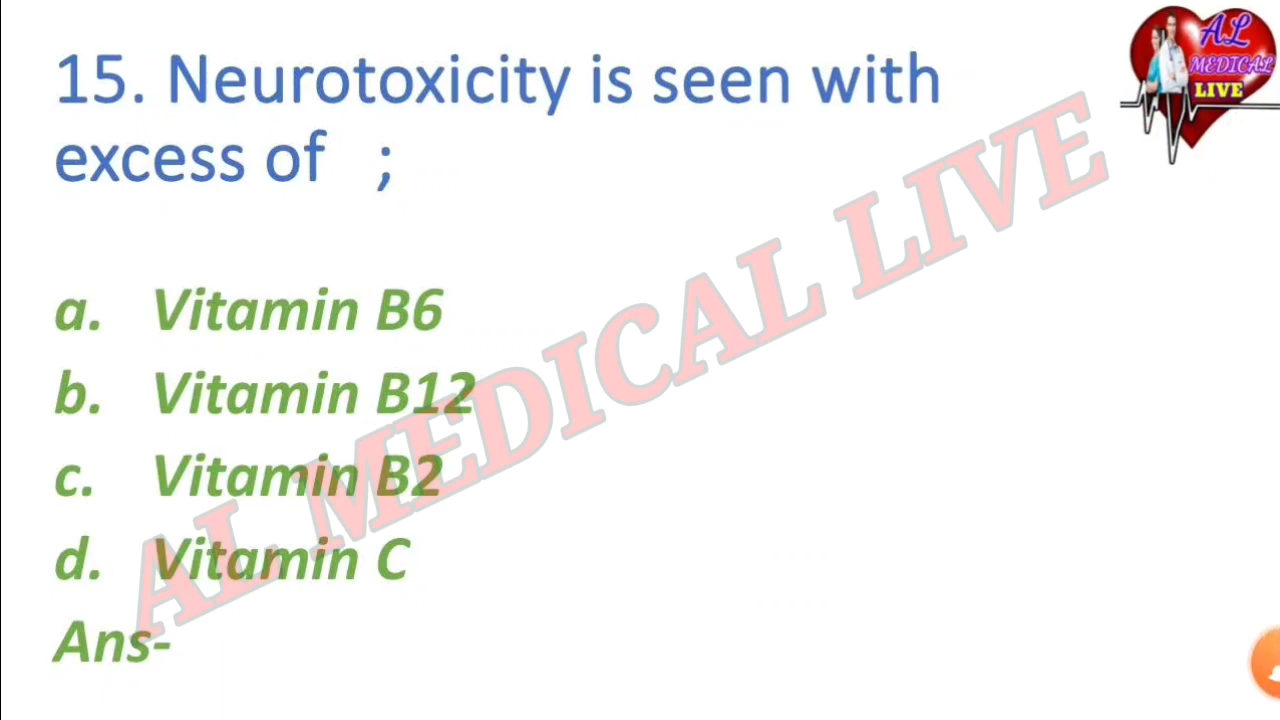 15. Neurotoxicity is seen with
excess of ;
a. Vitamin B6
b. Vitamin B12
c. Vitamin B2
d. Vitamin C
Ans-
AL MEDICAL LIVE
AL
MEDICAL
LIVE